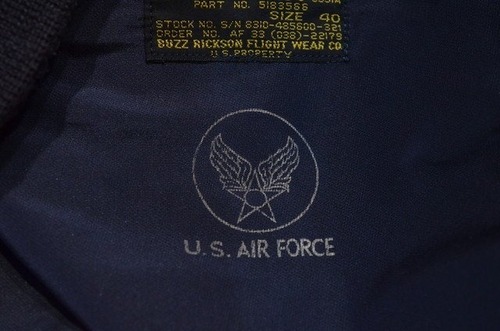 PART NO. 5183568
SIZE 40
STOCK NO. S/N 8310-485600-321
ORDER NO. AF 33 (038)-22179
BUZZ RICKSON FLIGHT WEAR CO
U.S. PROPERTY
U.S. AIR FORCE